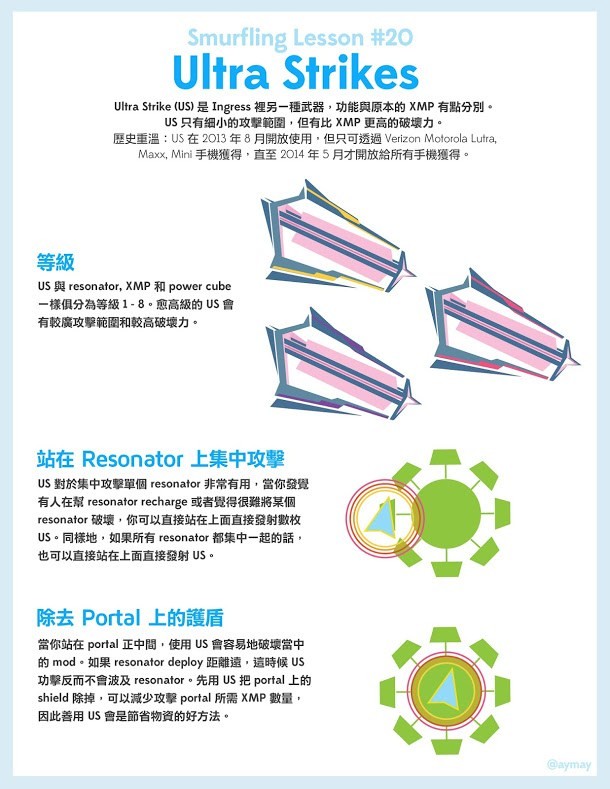 Smurfling Lesson #20
Ultra Strikes
Ultra Strike (US) 是 Ingress 裡另一種武器，功能與原本的 XMP 有點分別。
US 只有細小的攻擊範圍，但有比 XMP 更高的破壞力。
歷史重溫：US 在 2013 年 8 月開放使用，但只可透過 Verizon Motorola Lutra,
Maxx, Mini 手機獲得，直至 2014 年 5 月才開放給所有手機獲得。
等級
US 與 resonator, XMP 和 power cube
一樣俱分為等級 1 - 8。愈高級的 US 會
有較廣攻擊範圍和較高破壞力。
站在 Resonator 上集中攻擊
US 對於集中攻擊單個 resonator 非常有用，當你發覺
有人在幫 resonator recharge 或者覺得很難將某個
resonator 破壞，你可以直接站在上面直接發射數枚
US。同樣地，如果所有 resonator 都集中一起的話，
也可以直接站在上面直接發射 US。
除去 Portal 上的護盾
當你站在 portal 正中間，使用 US 會容易地破壞當中
的 mod。如果 resonator deploy 距離遠，這時候 US
功擊反而不會波及 resonator。先用 US 把 portal 上的
shield 除掉，可以減少攻擊 portal 所需 XMP 數量，
因此善用 US 會是節省物資的好方法。
@aymay